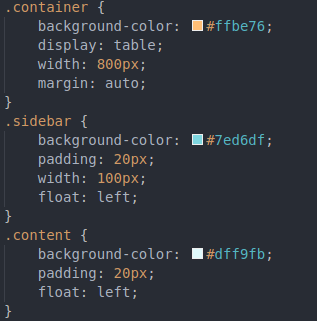 .container {
    background-color: #ffbe76;
    display: table;
    width: 800px;
    margin: auto;
}
.sidebar {
    background-color: #7ed6df;
    padding: 20px;
    width: 100px;
    float: left;
}
.content {
    background-color: #dff9fb;
    padding: 20px;
    float: left;
}